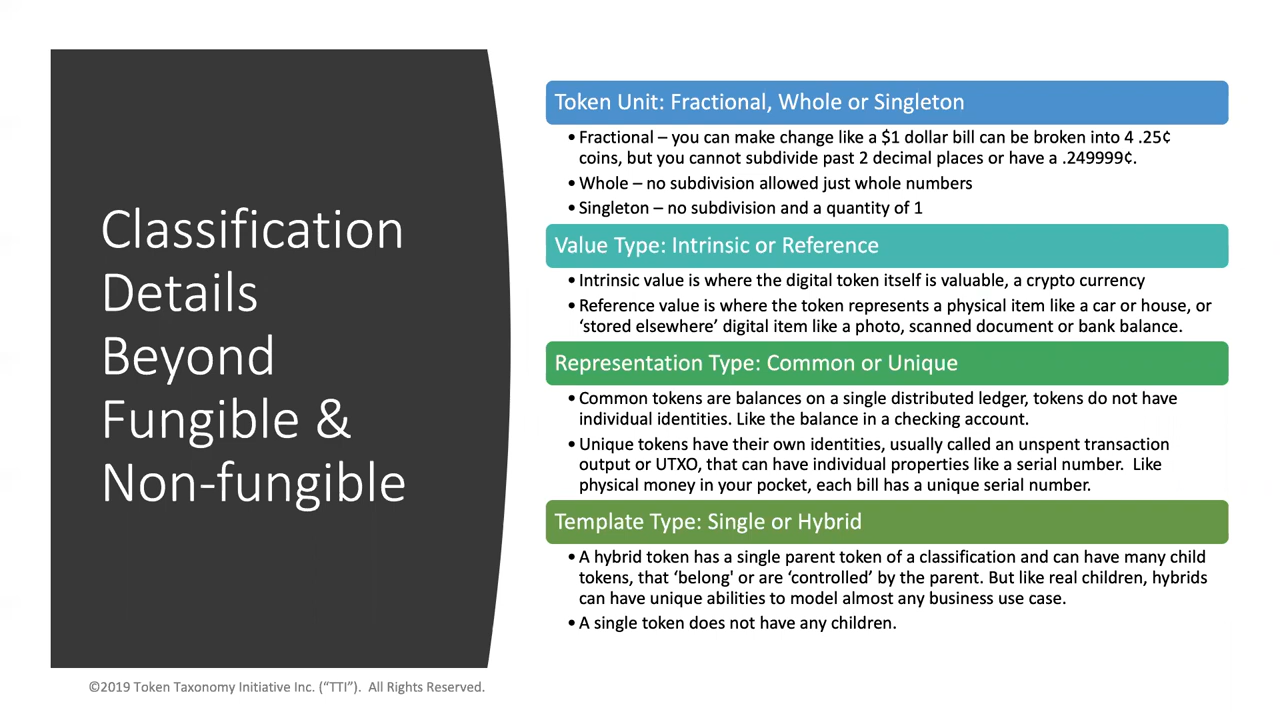 Classification
Details
Beyond
Fungible &
Non-fungible
Token Unit: Fractional, Whole or Singleton
• Fractional – you can make change like a $1 dollar bill can be broken into 4 .25¢
coins, but you cannot subdivide past 2 decimal places or have a .249999¢.
• Whole – no subdivision allowed just whole numbers
• Singleton – no subdivision and a quantity of 1
Value Type: Intrinsic or Reference
• Intrinsic value is where the digital token itself is valuable, a crypto currency
• Reference value is where the token represents a physical item like a car or house, or
‘stored elsewhere’ digital item like a photo, scanned document or bank balance.
Representation Type: Common or Unique
• Common tokens are balances on a single distributed ledger, tokens do not have
individual identities. Like the balance in a checking account.
• Unique tokens have their own identities, usually called an unspent transaction
output or UTXO, that can have individual properties like a serial number.  Like
physical money in your pocket, each bill has a unique serial number.
Template Type: Single or Hybrid
• A hybrid token has a single parent token of a classification and can have many child
tokens, that ‘belong' or are ‘controlled’ by the parent. But like real children, hybrids
can have unique abilities to model almost any business use case.
• A single token does not have any children.
©2019 Token Taxonomy Initiative Inc. (“TTI”).  All Rights Reserved.